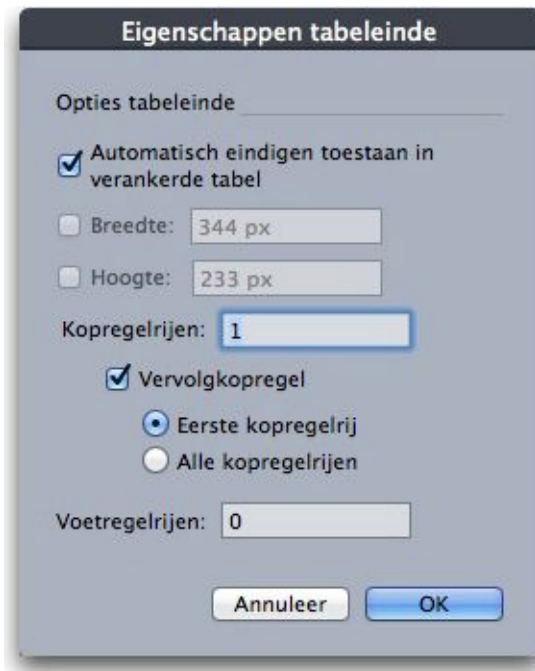 Eigenschappen tabeleinde
Opties tabeleinde
Automatisch eindigen toestaan in
verankerde tabel
Breedte: 344 px
Hoogte: 233 px
Kopregelrijen: 1
Vervolgkopregel
Eerste kopregelrij
Alle kopregelrijen
Voetregelrijen: 0
Annuleer OK